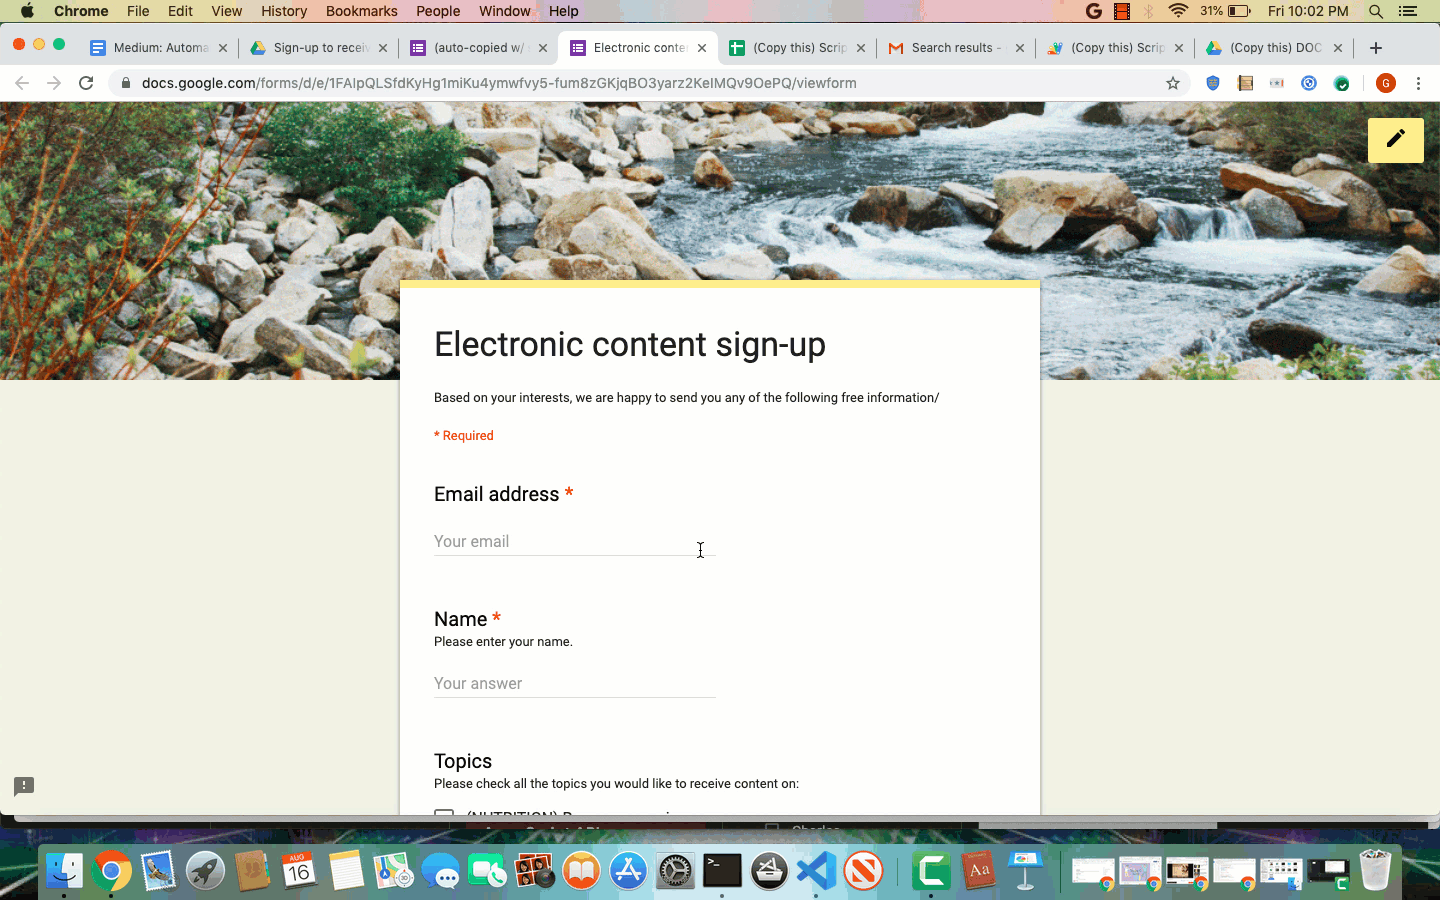 Chrome File Edit View History Bookmarks People Window Help 31% Fri 10:02 PM
Medium: Automa Sign-up to recei (auto-copied w/ Electronic conte (Copy this) Scrip Search results - (Copy this) Scrip (Copy this) DOC
docs.google.com/forms/d/e/1FAIpQLSfdKyHg1miKu4ymwfvy5-fum8zGKjqBO3yarz2KeIMQv9OePQ/viewform G
Electronic content sign-up
Based on your interests, we are happy to send you any of the following free information/
* Required
Email address *
Your email
Name *
Please enter your name.
Your answer
Topics
Please check all the topics you would like to receive content on:
AUG
16
Aa